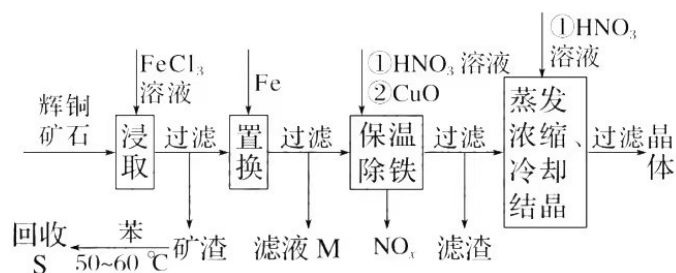 FeCl₃
溶液
Fe
①HNO₃ 溶液
②CuO
①HNO₃
溶液
辉铜
矿石
浸
取
过滤
置
换
过滤
保温
除铁
过滤
蒸发
浓缩、
冷却
结晶
过滤
晶
体
回收
S
苯
50~60 ℃
矿渣
滤液 M
NOₓ
滤渣